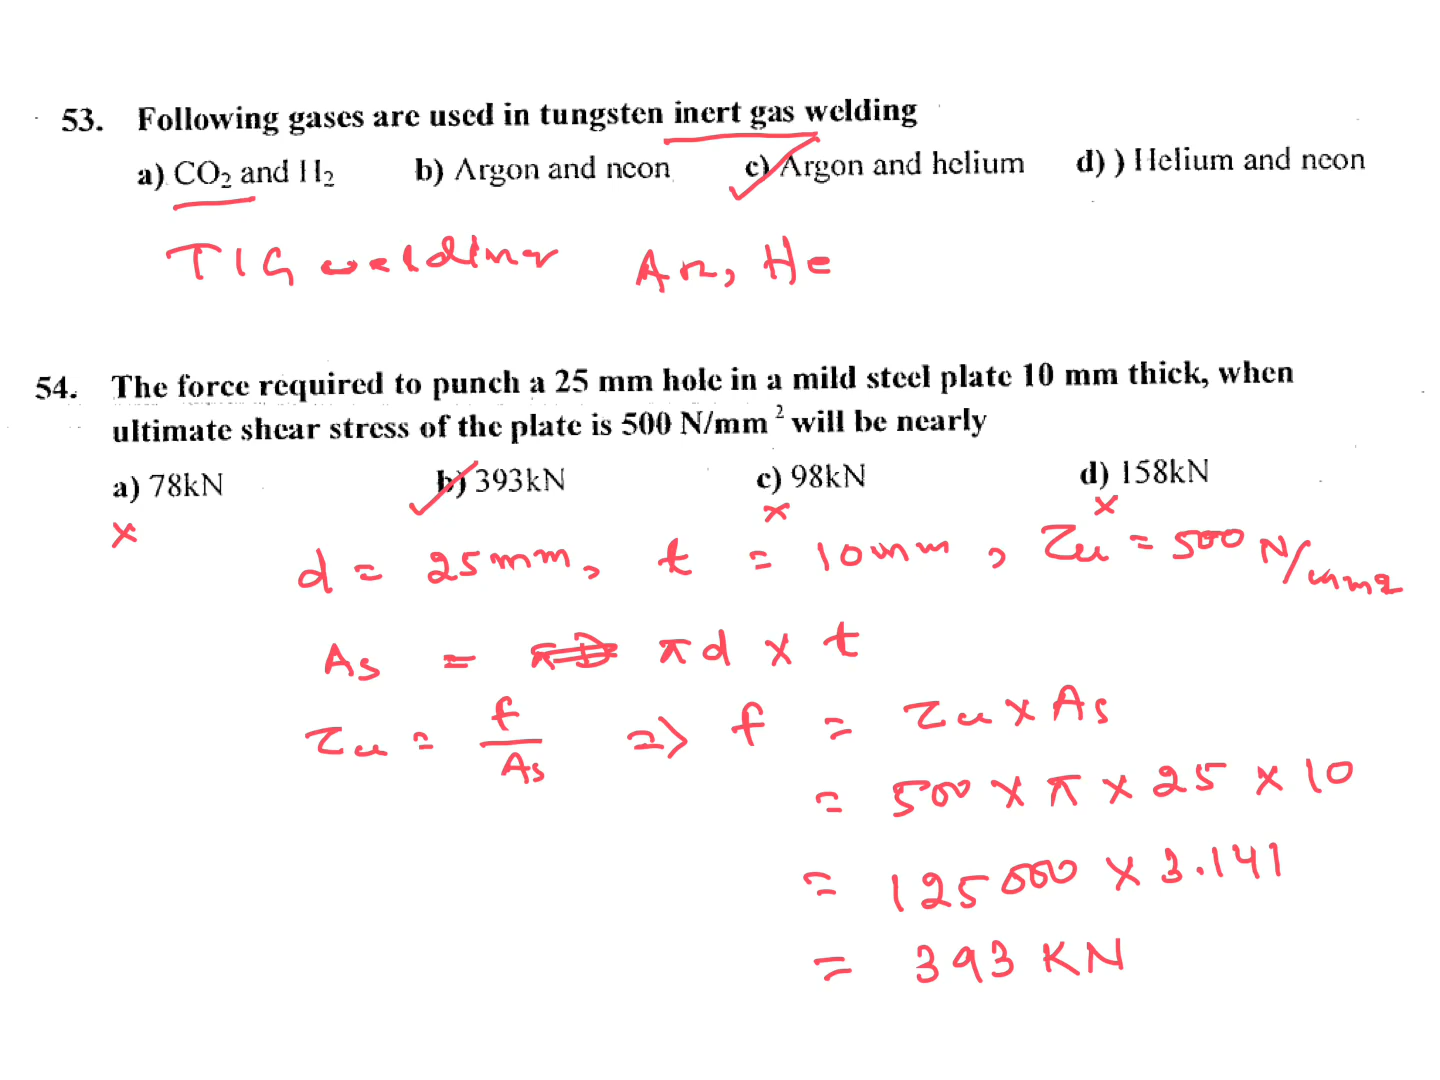 53. Following gases are used in tungsten inert gas welding
a) CO₂ and H₂ b) Argon and neon c) Argon and helium d) ) Helium and neon
TIG welding Ar, He
54. The force required to punch a 25 mm hole in a mild steel plate 10 mm thick, when
ultimate shear stress of the plate is 500 N/mm² will be nearly
a) 78kN b) 393kN c) 98kN d) 158kN
d = 25mm, t = 10mm, τu = 500 N/mm²
As = πd × t
τu = f/As => f = τu × As
= 500 × π × 25 × 10
= 125000 × 3.141
= 393 KN